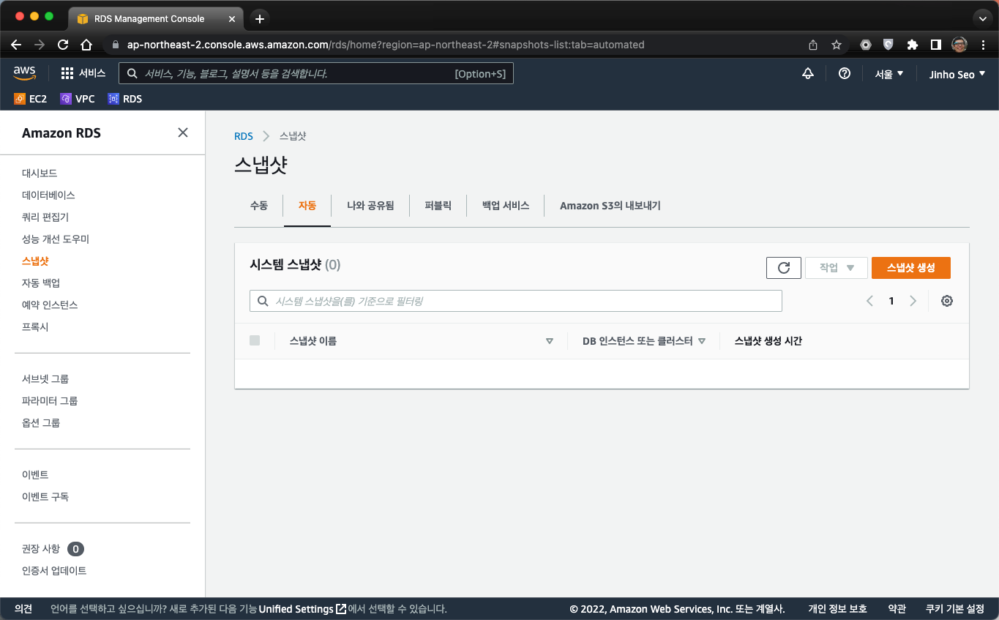 RDS Management Console
ap-northeast-2.console.aws.amazon.com/rds/home?region=ap-northeast-2#snapshots-list:tab=automated
aws 서비스 서비스, 기능, 블로그, 설명서 등을 검색합니다. [Option+S] 서울 Jinho Seo
EC2 VPC RDS
Amazon RDS
대시보드
데이터베이스
쿼리 편집기
성능 개선 도우미
스냅샷
자동 백업
예약 인스턴스
프록시
서브넷 그룹
파라미터 그룹
옵션 그룹
이벤트
이벤트 구독
권장 사항 0
인증서 업데이트
RDS 스냅샷
스냅샷
수동 자동 나와 공유됨 퍼블릭 백업 서비스 Amazon S3의 내보내기
시스템 스냅샷 (0) 작업 스냅샷 생성
시스템 스냅샷을(를) 기준으로 필터링 1
스냅샷 이름 DB 인스턴스 또는 클러스터 스냅샷 생성 시간
의견 언어를 선택하고 싶으십니까? 새로 추가된 다음 기능 Unified Settings 에서 선택할 수 있습니다. © 2022, Amazon Web Services, Inc. 또는 계열사. 개인 정보 보호 약관 쿠키 기본 설정